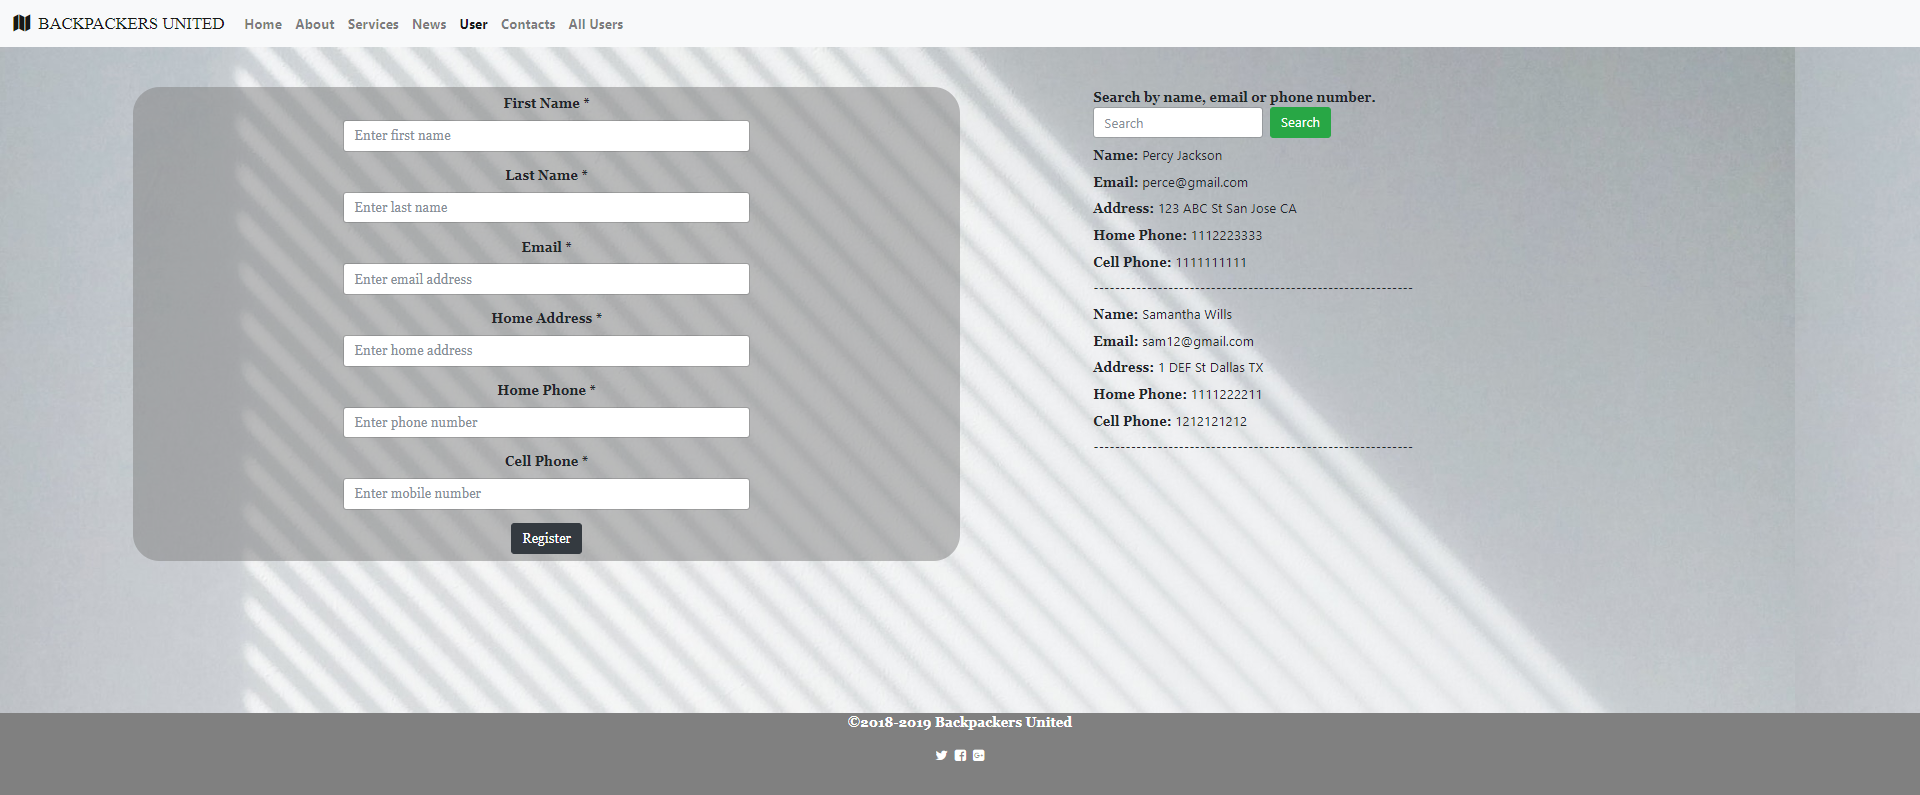 BACKPACKERS UNITED Home About Services News User Contacts All Users
First Name *
Enter first name
Last Name *
Enter last name
Email *
Enter email address
Home Address *
Enter home address
Home Phone *
Enter phone number
Cell Phone *
Enter mobile number
Register
Search by name, email or phone number.
Search Search
Name: Percy Jackson
Email: perce@gmail.com
Address: 123 ABC St San Jose CA
Home Phone: 1112223333
Cell Phone: 1111111111
------------------------------------------------------------
Name: Samantha Wills
Email: sam12@gmail.com
Address: 1 DEF St Dallas TX
Home Phone: 1111222211
Cell Phone: 1212121212
------------------------------------------------------------
©2018-2019 Backpackers United